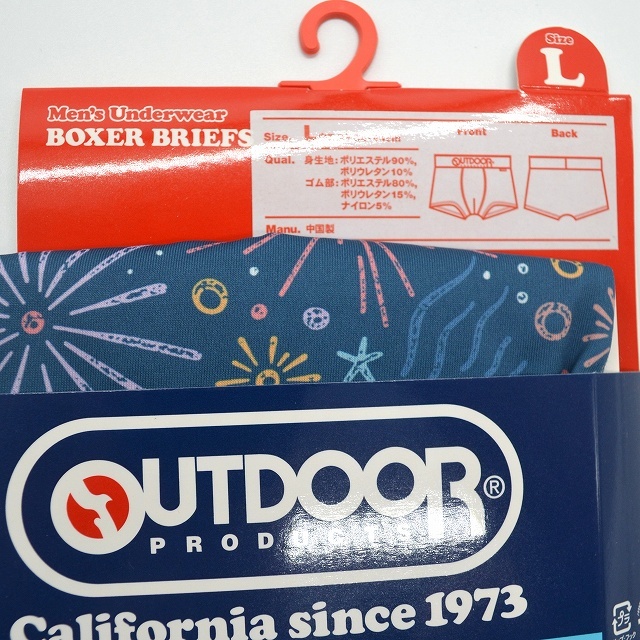 Size
L
Men's Underwear
BOXER BRIEFS
Size. L
Front
Back
Qual. 身生地: ポリエステル90%,
ポリウレタン10%
ゴム部: ポリエステル80%,
ポリウレタン15%,
ナイロン5%
OUTDOOR
Manu. 中国製
OUTDOOR®
PRODUCTS
California since 1973